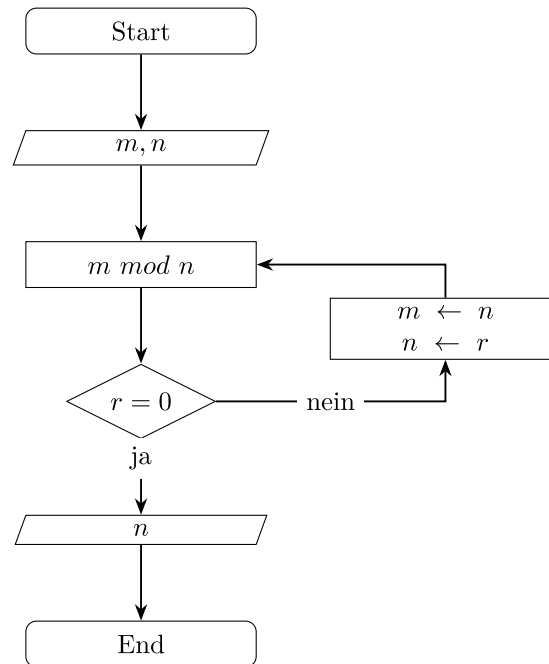 Start
m, n
m mod n
m ← n
n ← r
r = 0
nein
ja
n
End